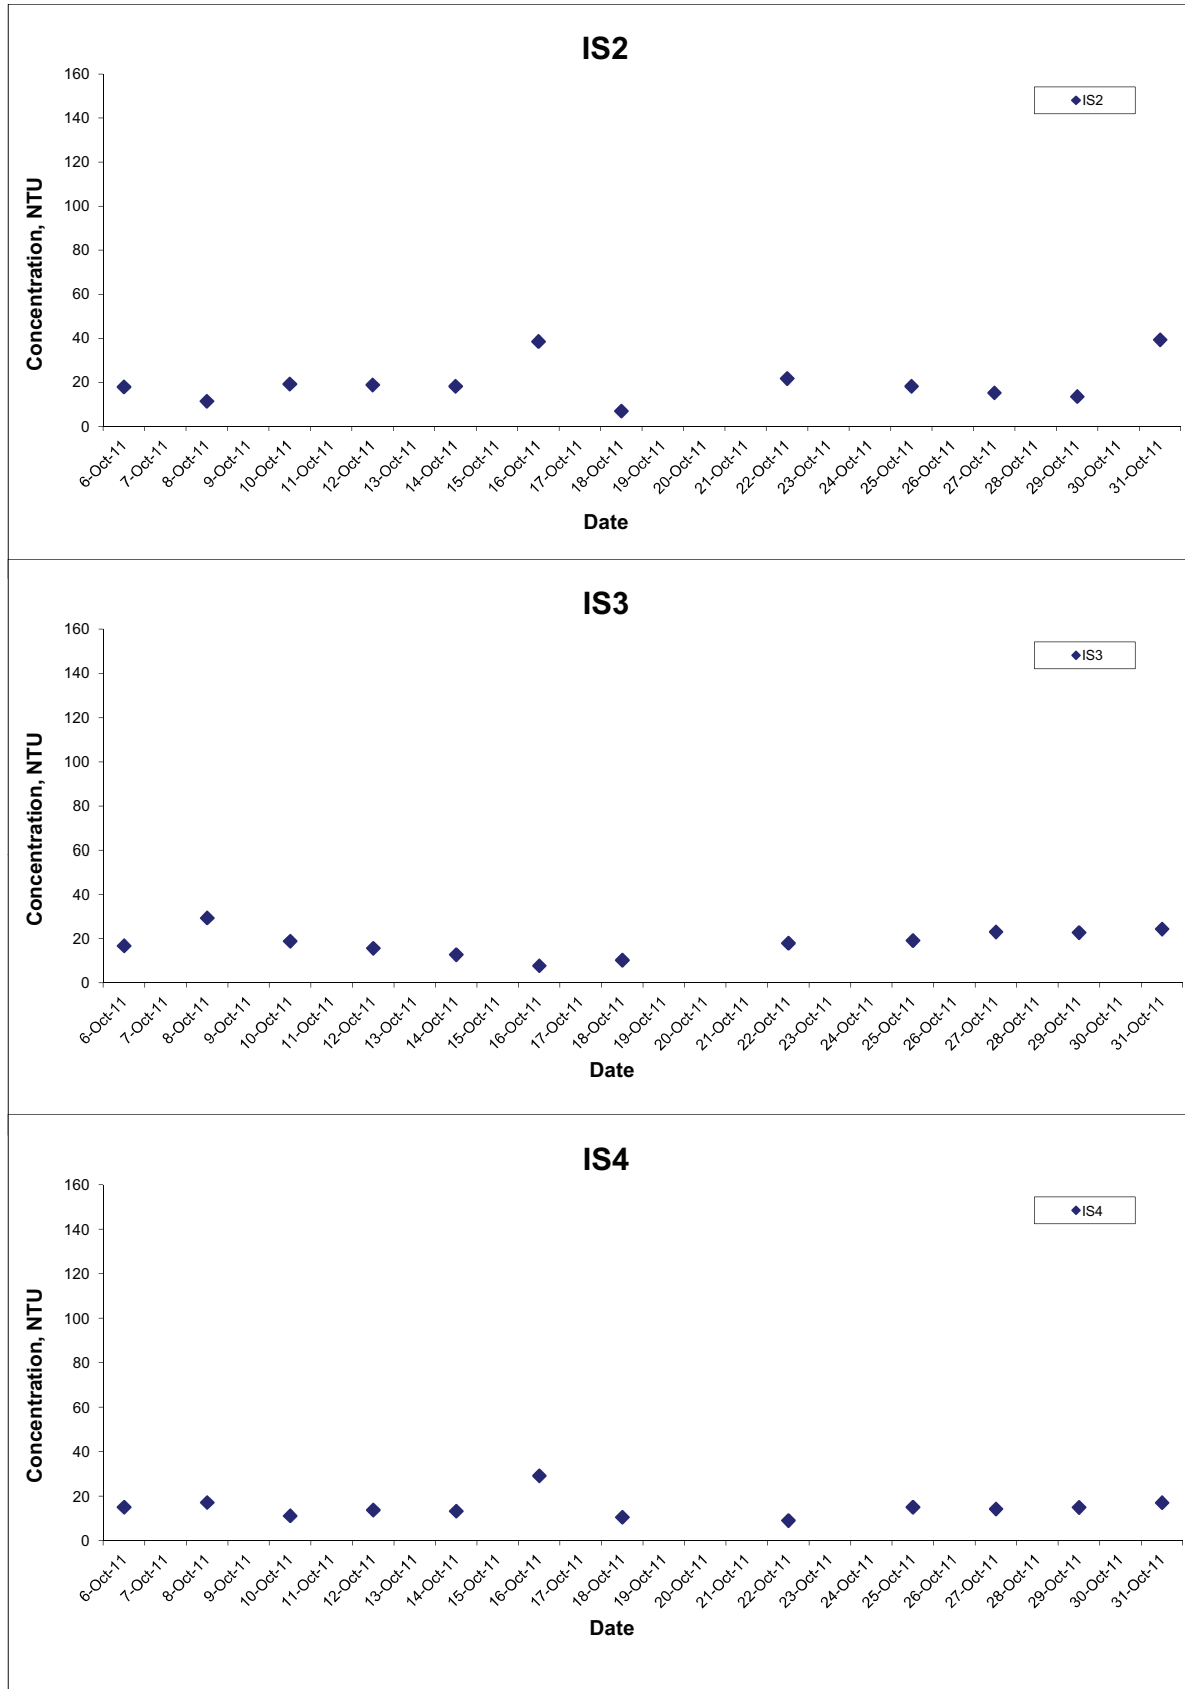 IS2
IS2
Concentration, NTU
160
140
120
100
80
60
40
20
0
6-Oct-11
7-Oct-11
8-Oct-11
9-Oct-11
10-Oct-11
11-Oct-11
12-Oct-11
13-Oct-11
14-Oct-11
15-Oct-11
16-Oct-11
17-Oct-11
18-Oct-11
19-Oct-11
20-Oct-11
21-Oct-11
22-Oct-11
23-Oct-11
24-Oct-11
25-Oct-11
26-Oct-11
27-Oct-11
28-Oct-11
29-Oct-11
30-Oct-11
31-Oct-11
Date
IS3
IS3
Concentration, NTU
160
140
120
100
80
60
40
20
0
6-Oct-11
7-Oct-11
8-Oct-11
9-Oct-11
10-Oct-11
11-Oct-11
12-Oct-11
13-Oct-11
14-Oct-11
15-Oct-11
16-Oct-11
17-Oct-11
18-Oct-11
19-Oct-11
20-Oct-11
21-Oct-11
22-Oct-11
23-Oct-11
24-Oct-11
25-Oct-11
26-Oct-11
27-Oct-11
28-Oct-11
29-Oct-11
30-Oct-11
31-Oct-11
Date
IS4
IS4
Concentration, NTU
160
140
120
100
80
60
40
20
0
6-Oct-11
7-Oct-11
8-Oct-11
9-Oct-11
10-Oct-11
11-Oct-11
12-Oct-11
13-Oct-11
14-Oct-11
15-Oct-11
16-Oct-11
17-Oct-11
18-Oct-11
19-Oct-11
20-Oct-11
21-Oct-11
22-Oct-11
23-Oct-11
24-Oct-11
25-Oct-11
26-Oct-11
27-Oct-11
28-Oct-11
29-Oct-11
30-Oct-11
31-Oct-11
Date